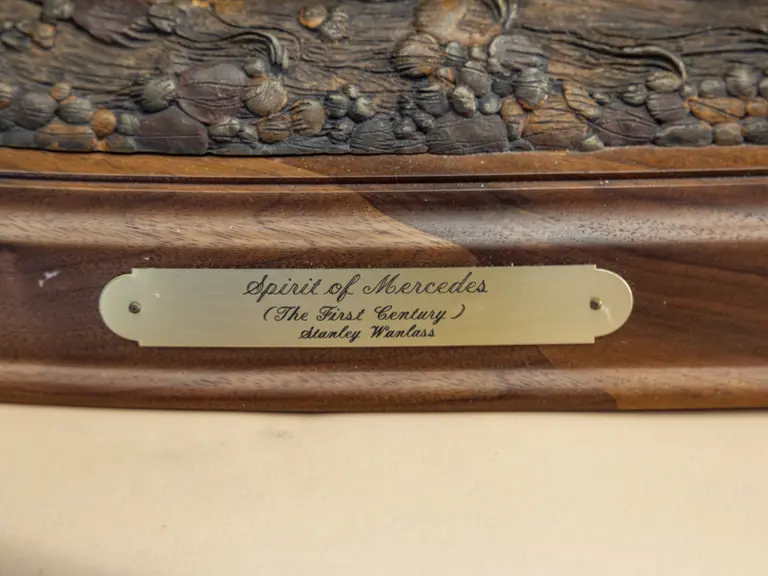 Spirit of Mercedes
(The First Century)
Stanley Wanlass